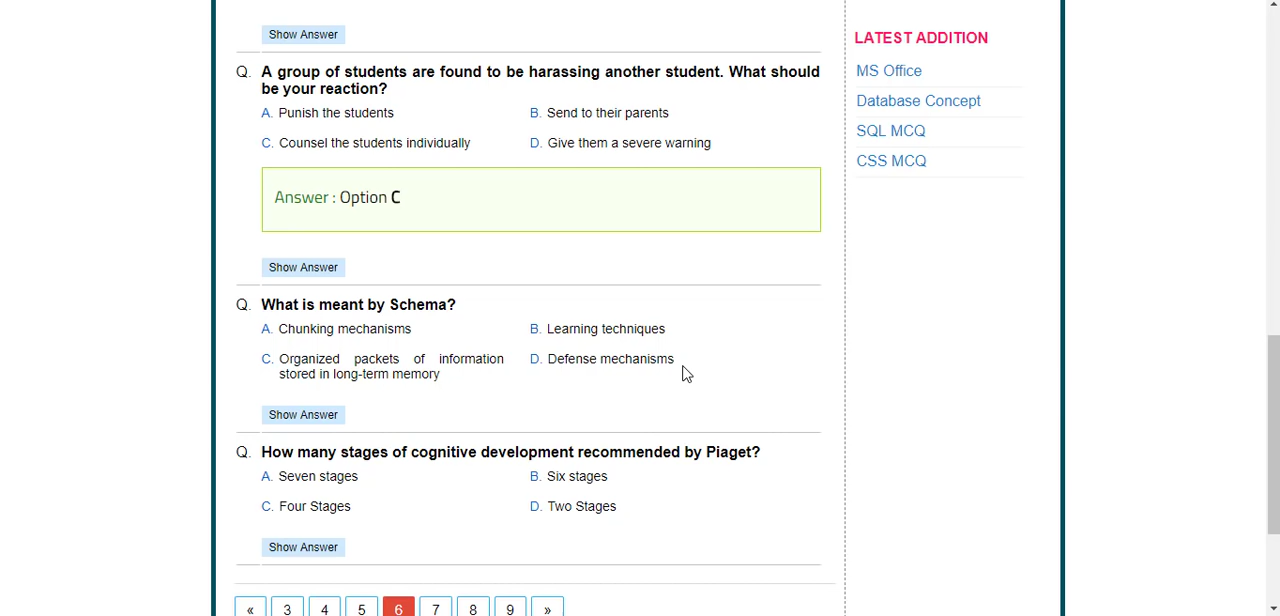 Show Answer
Q. A group of students are found to be harassing another student. What should
be your reaction?
A. Punish the students
B. Send to their parents
C. Counsel the students individually
D. Give them a severe warning
Answer : Option C
Show Answer
Q. What is meant by Schema?
A. Chunking mechanisms
B. Learning techniques
C. Organized packets of information
stored in long-term memory
D. Defense mechanisms
Show Answer
Q. How many stages of cognitive development recommended by Piaget?
A. Seven stages
B. Six stages
C. Four Stages
D. Two Stages
Show Answer
« 3 4 5 6 7 8 9 »
LATEST ADDITION
MS Office
Database Concept
SQL MCQ
CSS MCQ